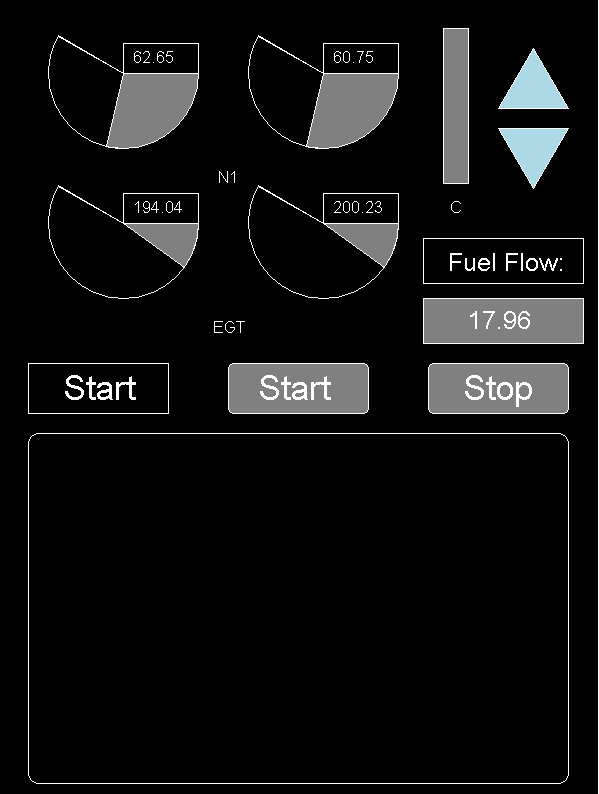 62.65
60.75
N1
194.04
200.23
C
EGT
Fuel Flow:
17.96
Start
Start
Stop